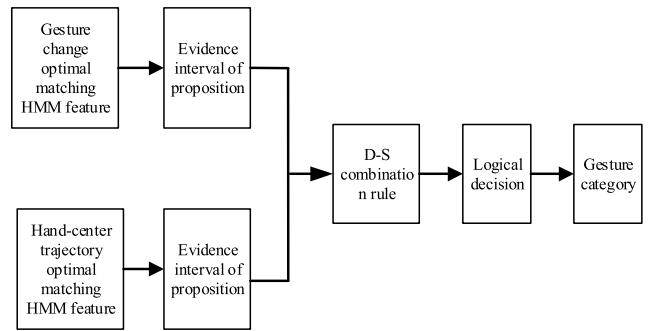 Gesture
change
optimal
matching
HMM feature
Evidence
interval of
proposition
Hand-center
trajectory
optimal
matching
HMM feature
Evidence
interval of
proposition
D-S
combinatio
n rule
Logical
decision
Gesture
category